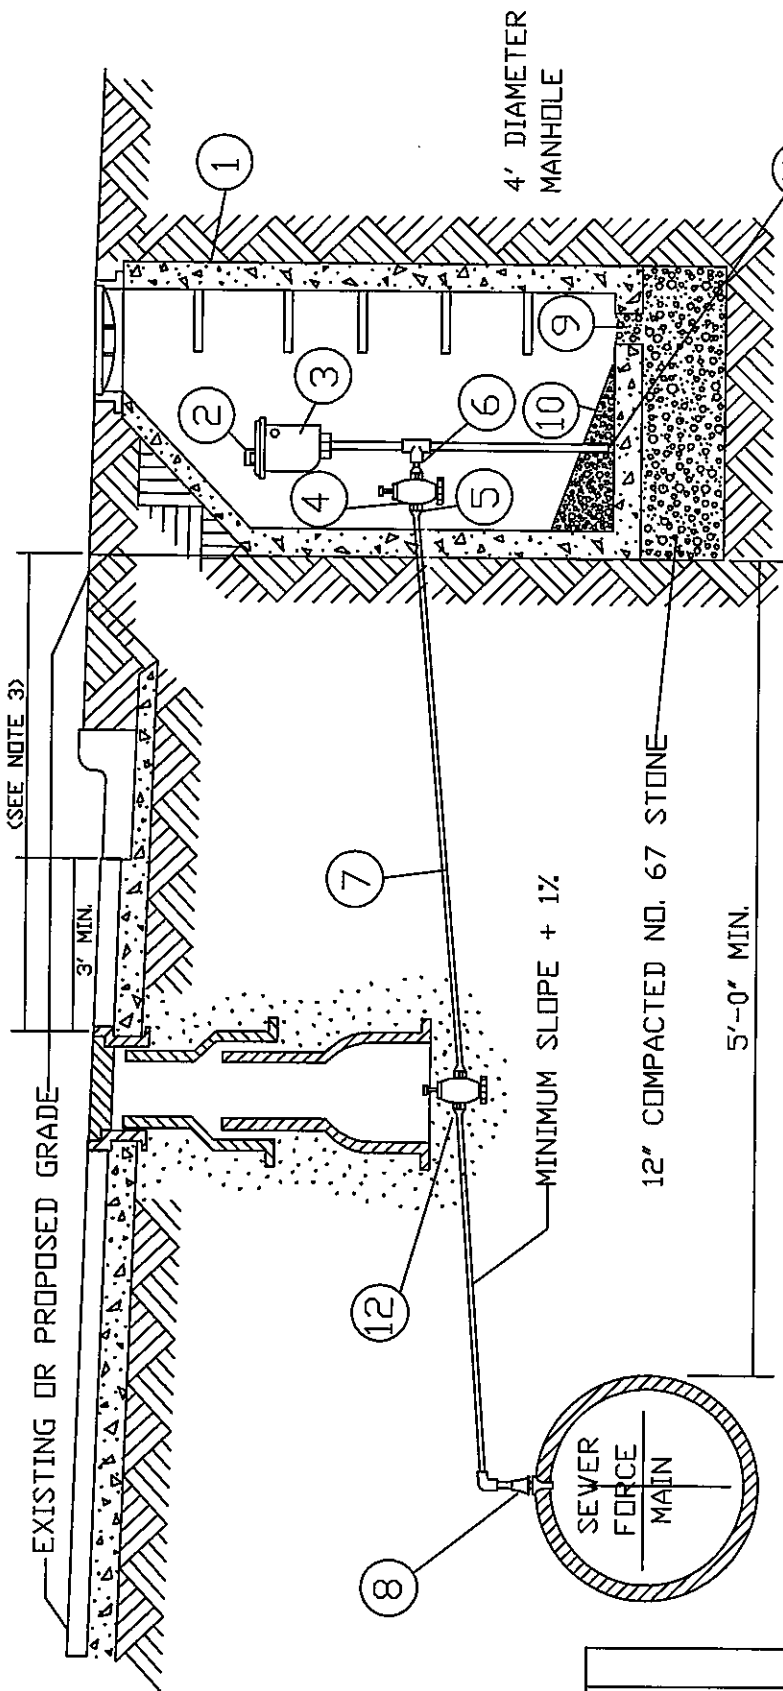 EXISTING OR PROPOSED GRADE
(SEE NOTE 3)
3' MIN.
1
2
3
4
5
6
7
8
9
10
12
4' DIAMETER
MANHOLE
MINIMUM SLOPE + 1%
12" COMPACTED NO. 67 STONE
5'-0" MIN.
SEWER
FORCE
MAIN